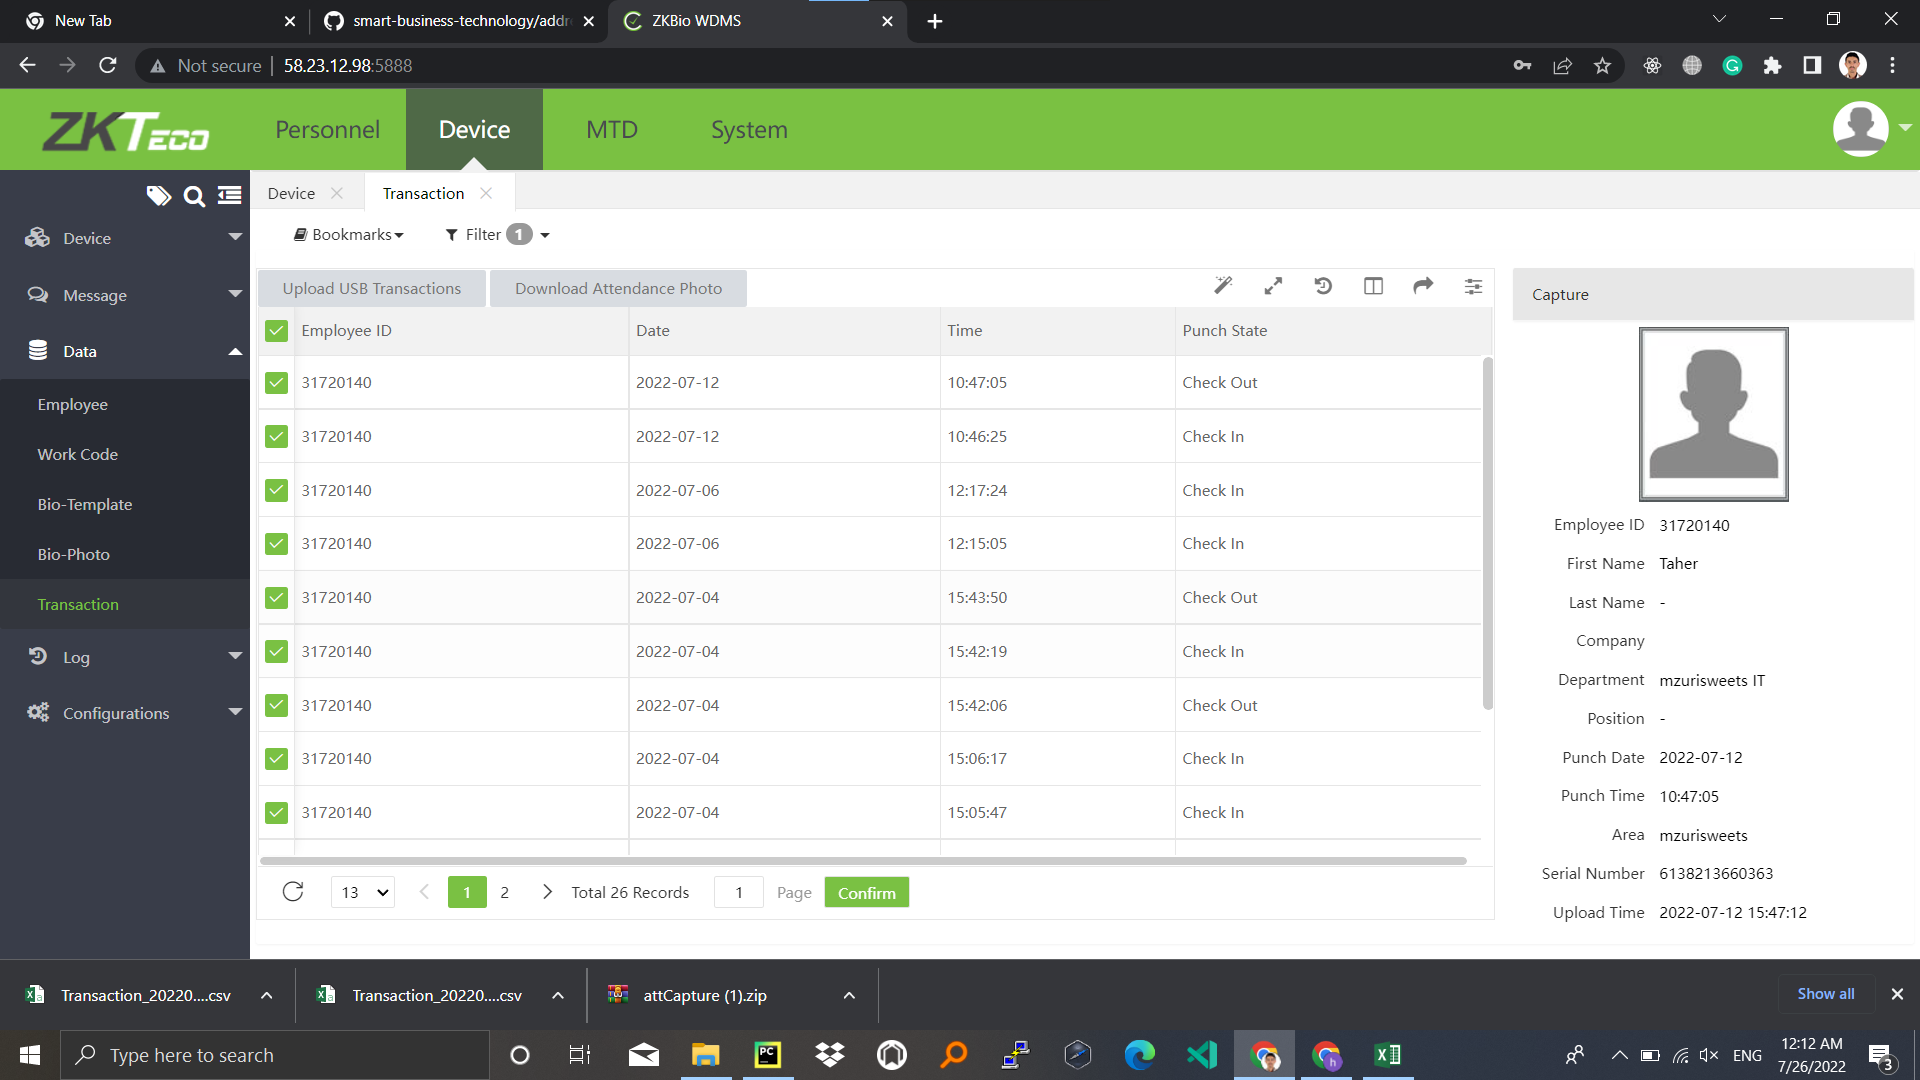 New Tab
smart-business-technology/addr
ZKBio WDMS
Not secure 58.23.12.98:5888
ZKTECO
Personnel
Device
MTD
System
Device
Transaction
Bookmarks
Filter 1
Device
Message
Data
Employee
Work Code
Bio-Template
Bio-Photo
Transaction
Log
Configurations
Upload USB Transactions
Download Attendance Photo
Employee ID Date Time Punch State
31720140 2022-07-12 10:47:05 Check Out
31720140 2022-07-12 10:46:25 Check In
31720140 2022-07-06 12:17:24 Check In
31720140 2022-07-06 12:15:05 Check In
31720140 2022-07-04 15:43:50 Check Out
31720140 2022-07-04 15:42:19 Check In
31720140 2022-07-04 15:42:06 Check Out
31720140 2022-07-04 15:06:17 Check In
31720140 2022-07-04 15:05:47 Check In
13 1 2 Total 26 Records 1 Page Confirm
Capture
Employee ID 31720140
First Name Taher
Last Name -
Company
Department mzurisweets IT
Position -
Punch Date 2022-07-12
Punch Time 10:47:05
Area mzurisweets
Serial Number 6138213660363
Upload Time 2022-07-12 15:47:12
Transaction_20220....csv
Transaction_20220....csv
attCapture (1).zip
Show all
Type here to search
PC
h
ENG
12:12 AM
7/26/2022
3